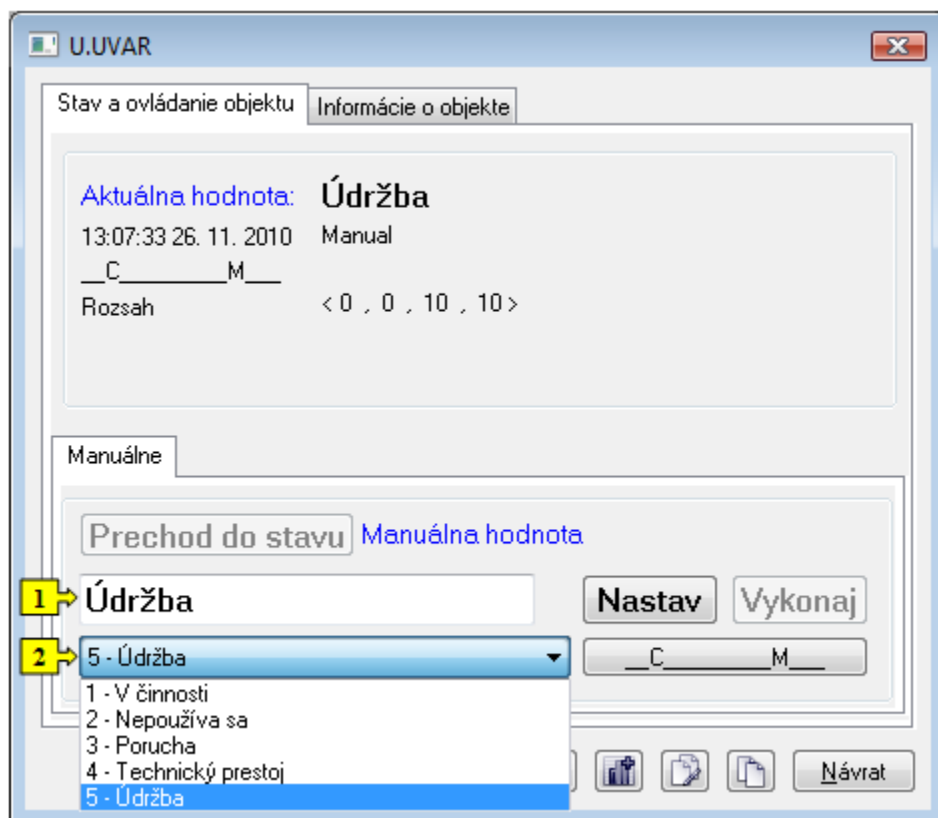 U.UVAR
Stav a ovládanie objektu Informácie o objekte
Aktuálna hodnota: Údržba
13:07:33 26. 11. 2010 Manual
__C________M___
Rozsah < 0 , 0 , 10 , 10 >
Manuálne
Prechod do stavu Manuálna hodnota
1 Údržba Nastav Vykonaj
2 5 - Údržba __C________M___
1 - V činnosti
2 - Nepoužíva sa
3 - Porucha
4 - Technický prestoj
5 - Údržba
Návrat